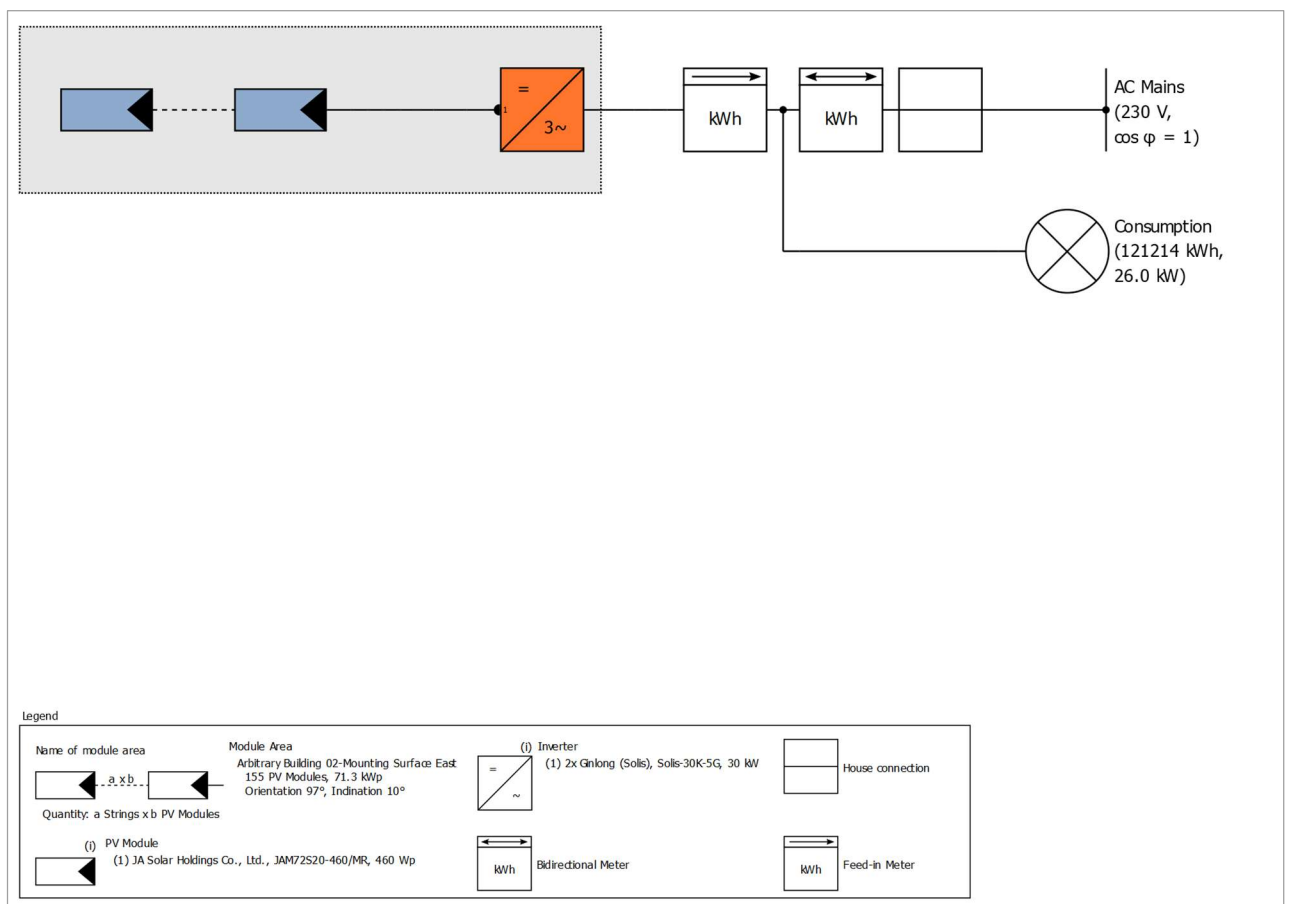 =
1
3~
kWh
kWh
AC Mains
(230 V,
cos φ = 1)
Consumption
(121214 kWh,
26.0 kW)
Legend
Name of module area
a x b
Quantity: a Strings x b PV Modules
Module Area
Arbitrary Building 02-Mounting Surface East
155 PV Modules, 71.3 kWp
Orientation 97°, Inclination 10°
(i) PV Module
(1) JA Solar Holdings Co., Ltd., JAM72S20-460/MR, 460 Wp
(i) Inverter
=
~
(1) 2x Ginlong (Solis), Solis-30K-5G, 30 kW
kWh
Bidirectional Meter
House connection
kWh
Feed-in Meter